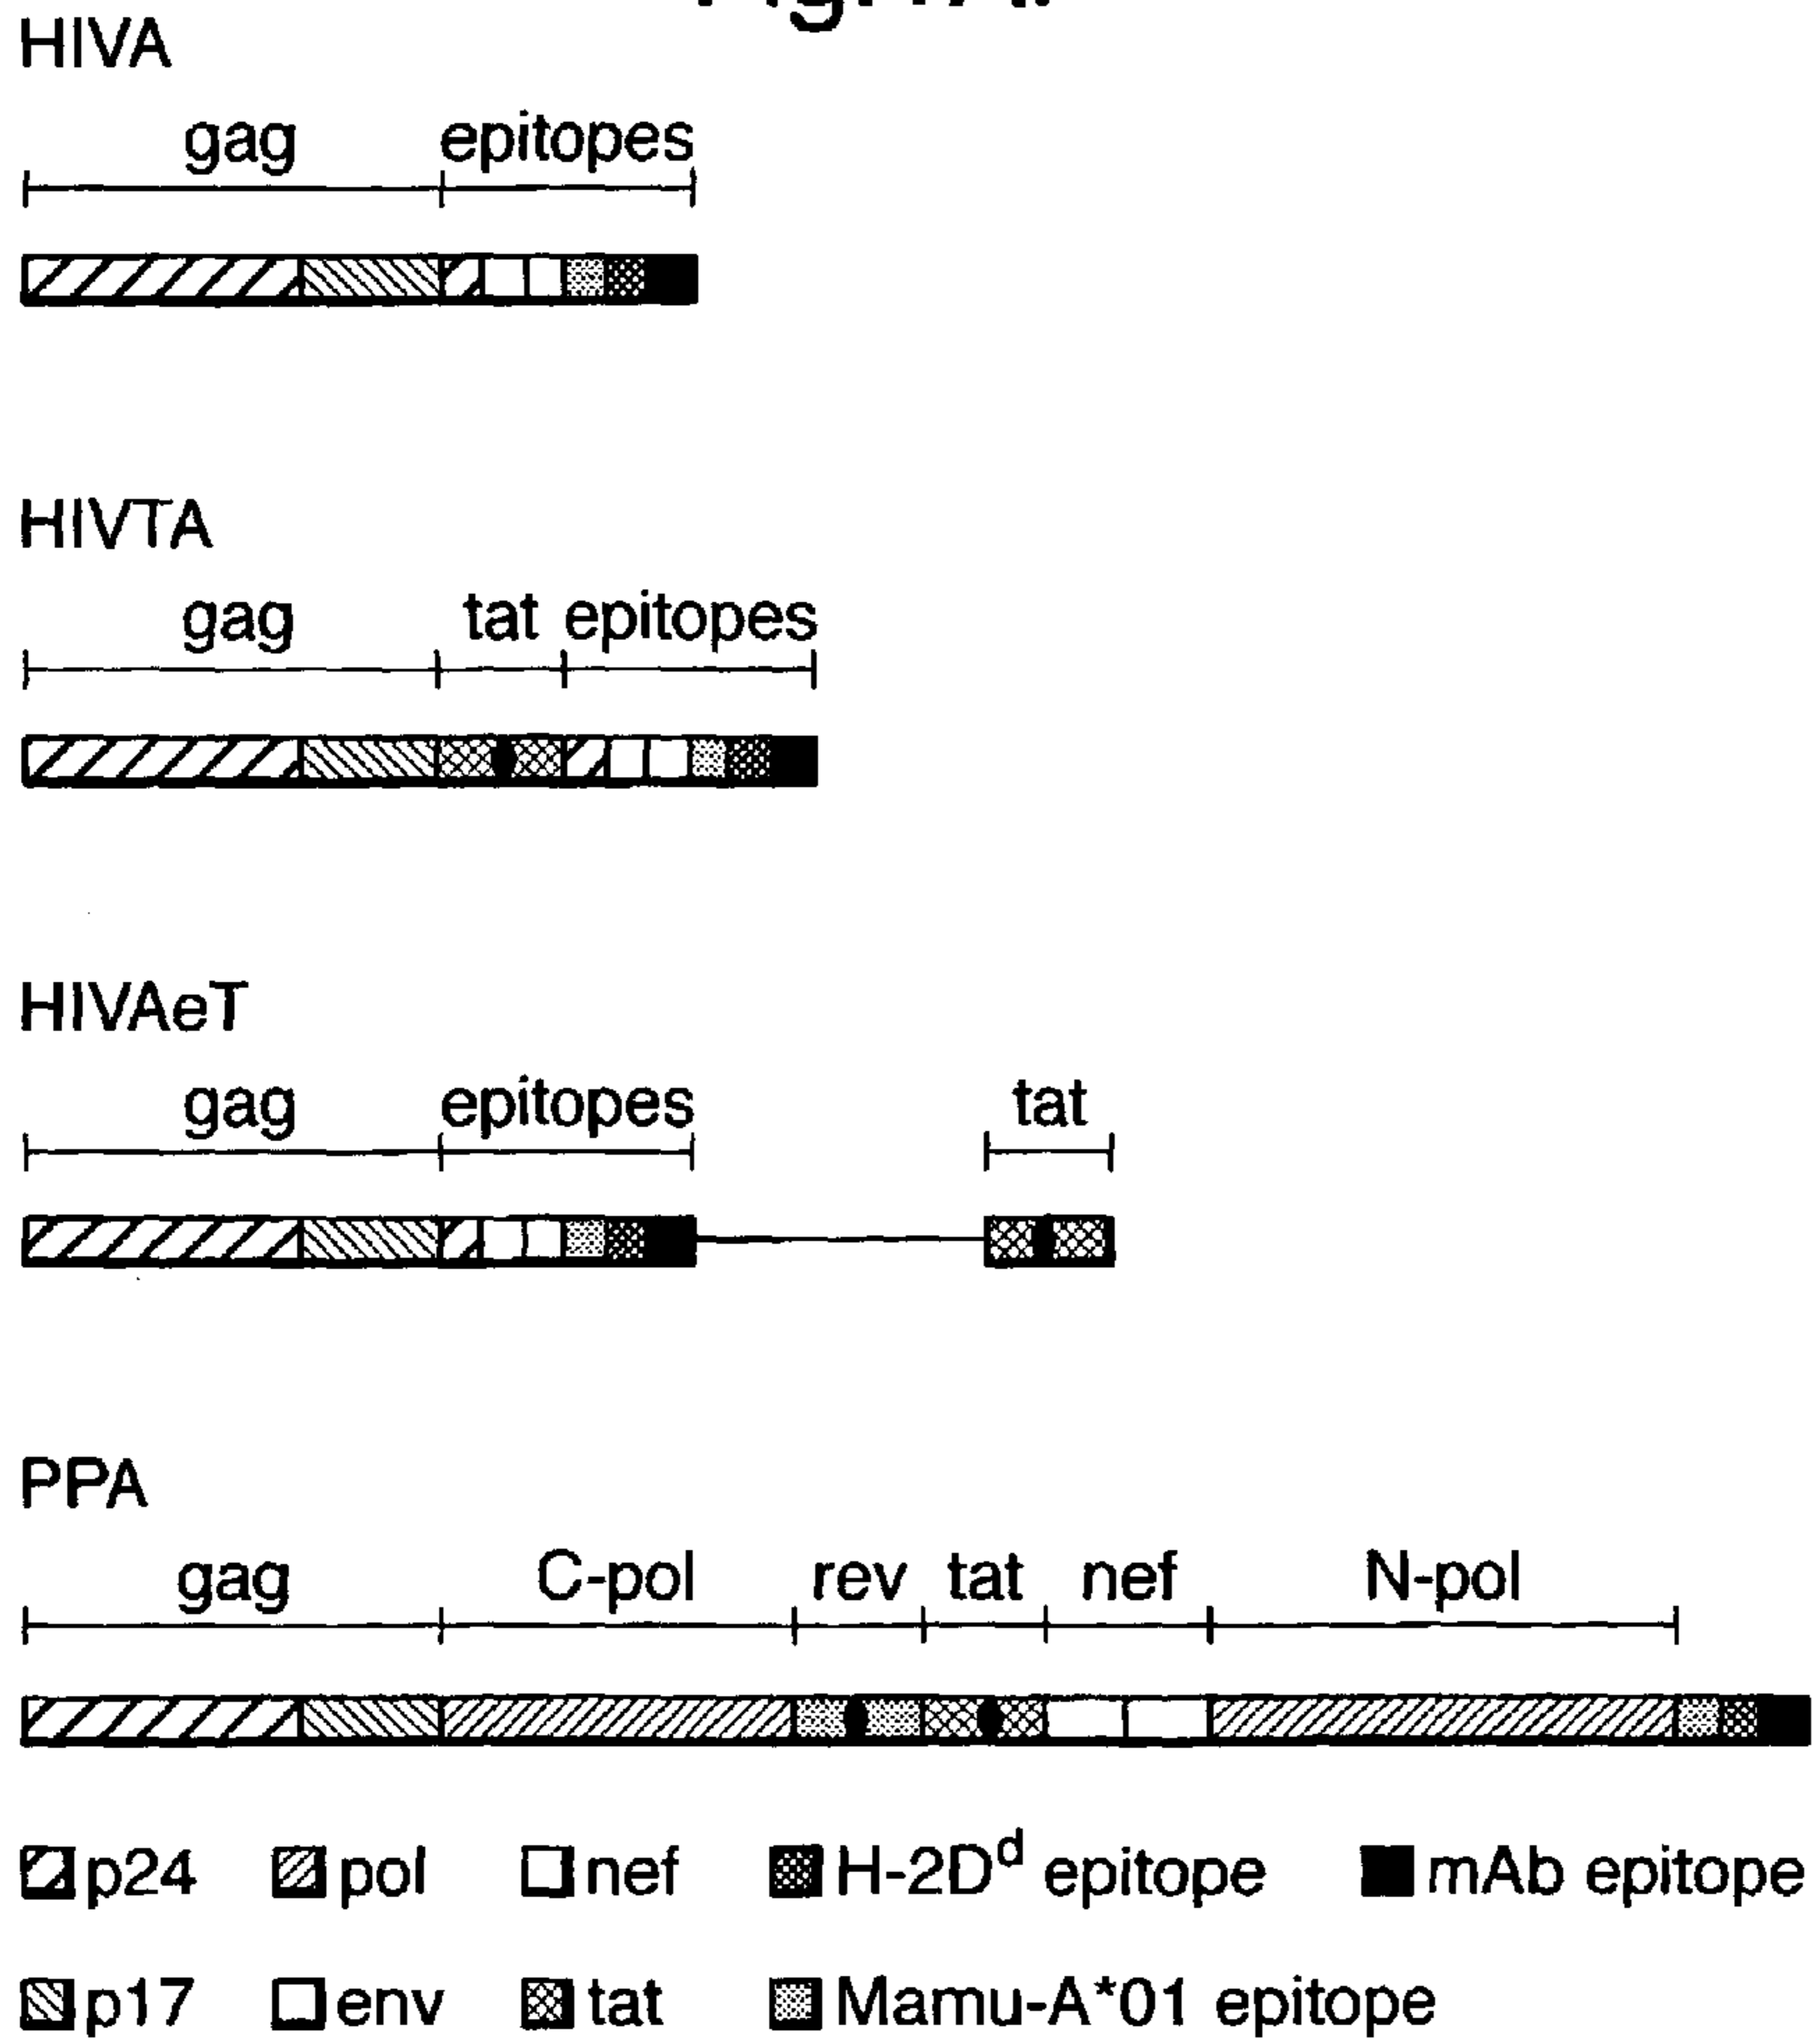 HIVA
gag epitopes
HIVTA
gag tat epitopes
HIVAeT
gag epitopes tat
PPA
gag C-pol rev tat nef N-pol
p24 pol nef H-2Dᵈ epitope mAb epitope
p17 env tat Mamu-A*01 epitope